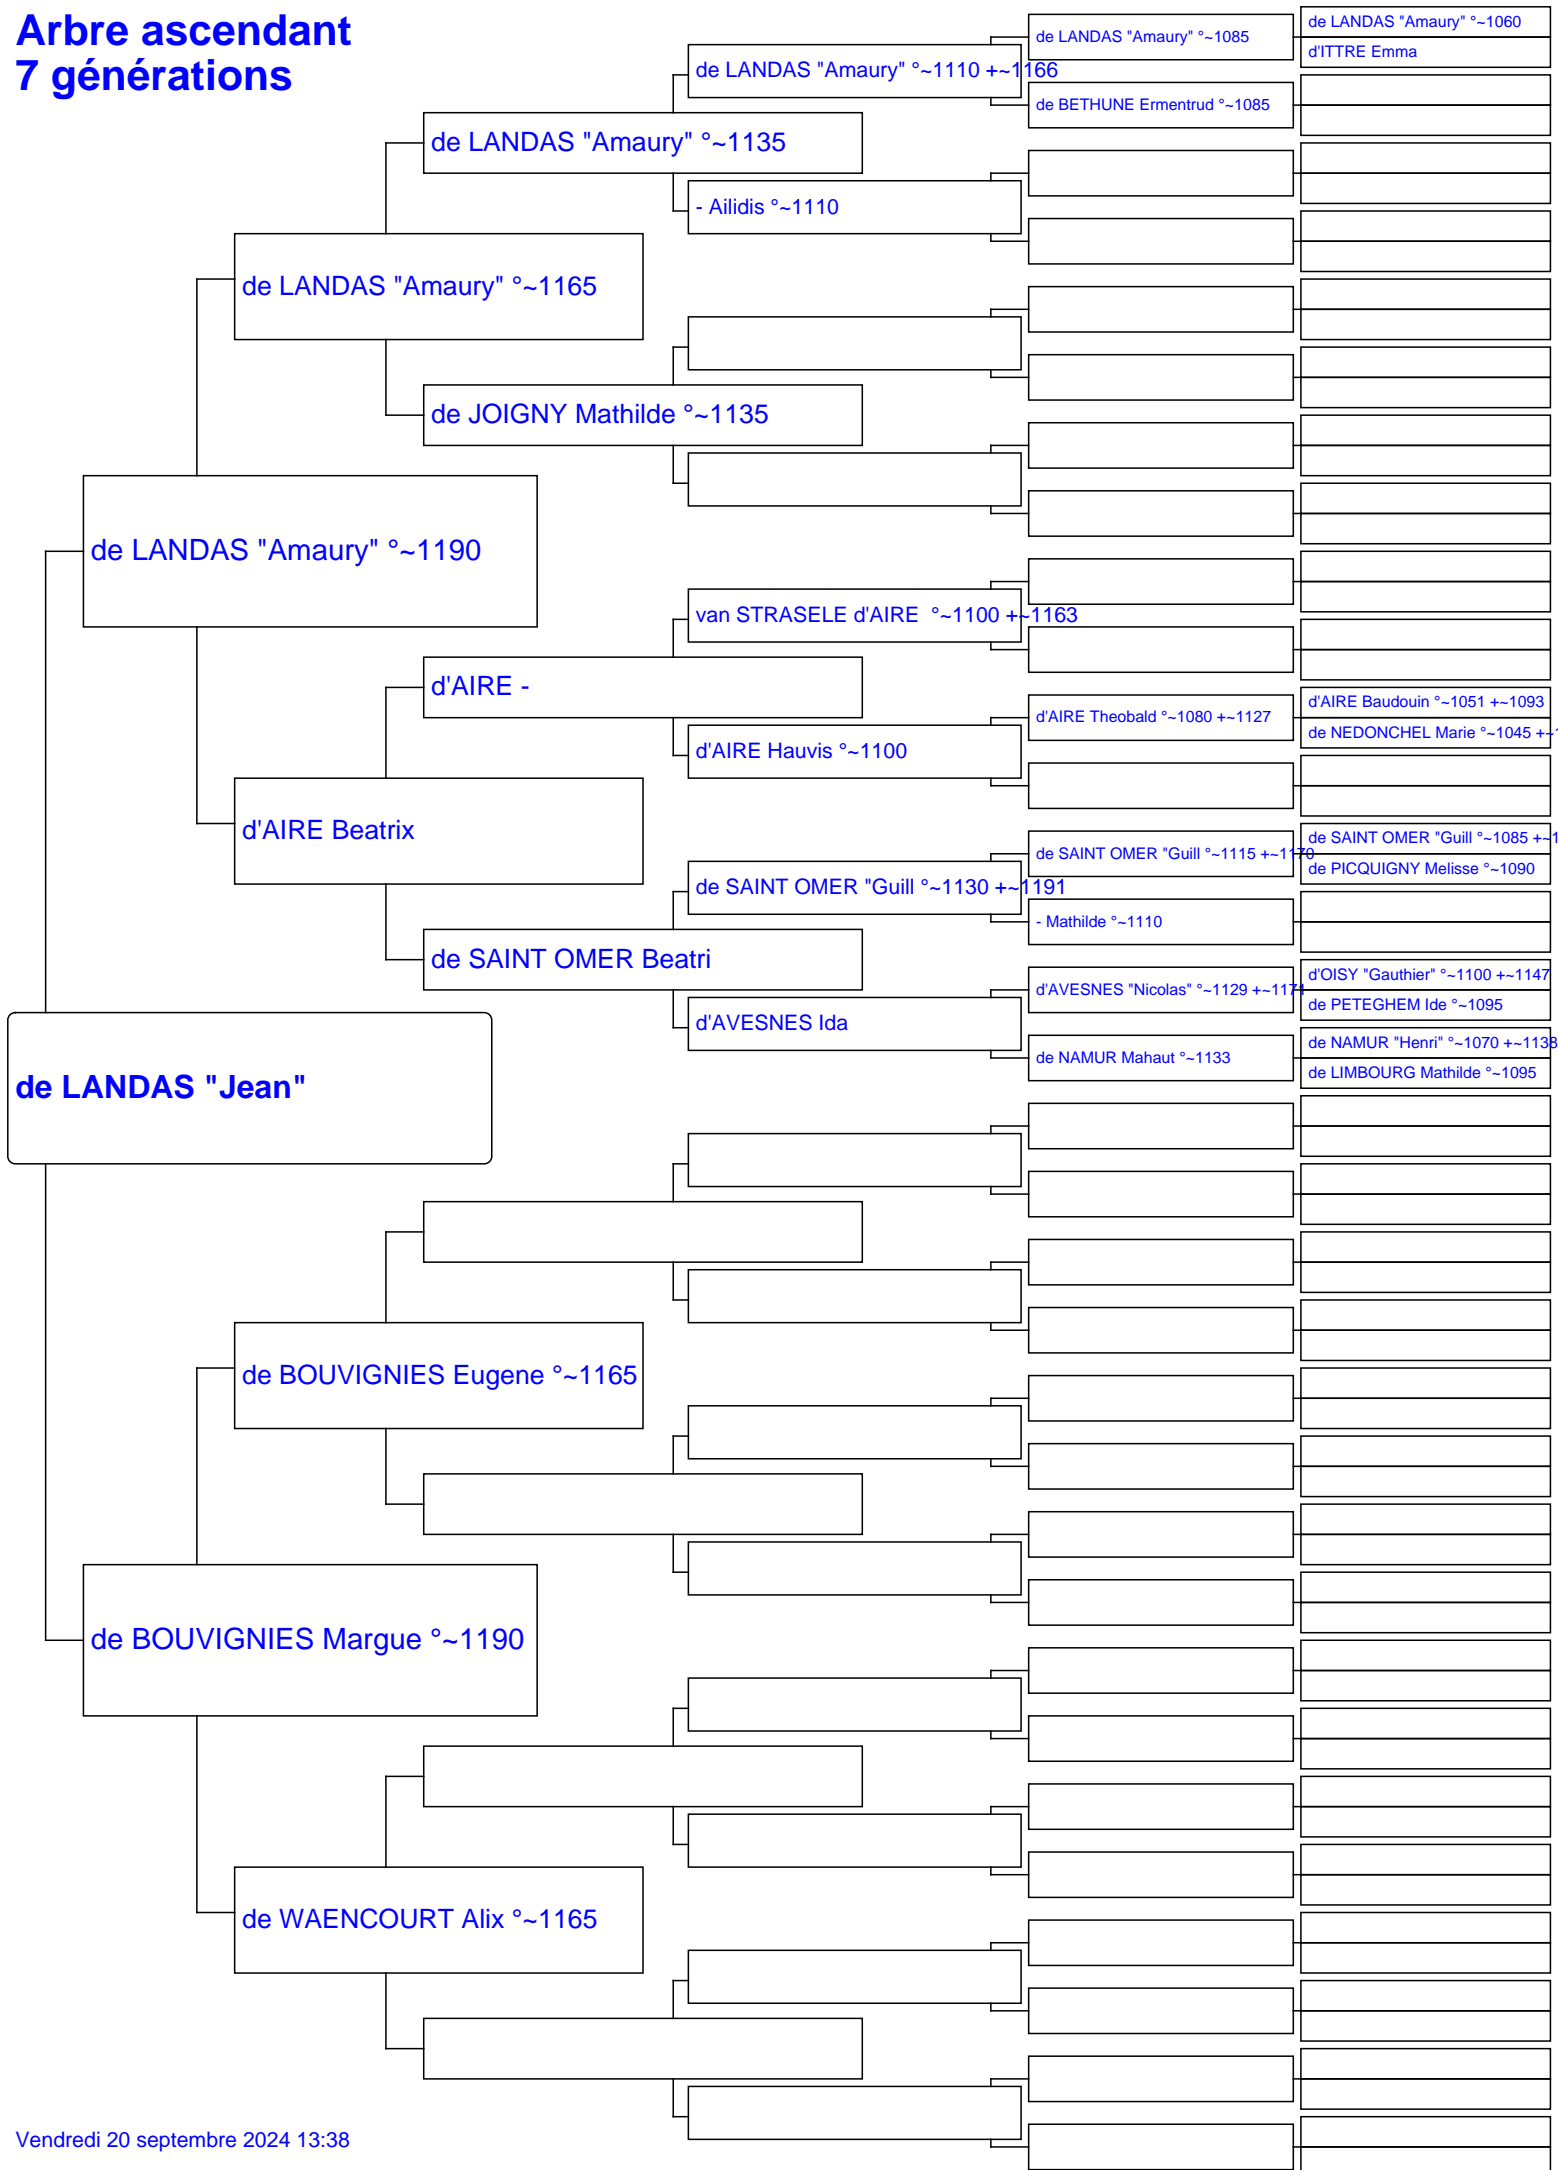 Arbre ascendant
7 générations
de LANDAS "Amaury" °~1060
de LANDAS "Amaury" °~1085
d'ITTRE Emma
de LANDAS "Amaury" °~1110 +~1166
de BETHUNE Ermentrud °~1085
de LANDAS "Amaury" °~1135
- Ailidis °~1110
de LANDAS "Amaury" °~1165
de JOIGNY Mathilde °~1135
de LANDAS "Amaury" °~1190
van STRASELE d'AIRE °~1100 +~1163
d'AIRE -
d'AIRE Baudouin °~1051 +~1093
d'AIRE Theobald °~1080 +~1127
de NEDONCHEL Marie °~1045 +~1
d'AIRE Hauvis °~1100
d'AIRE Beatrix
de SAINT OMER "Guill °~1085 +~1
de SAINT OMER "Guill °~1115 +~1170
de PICQUIGNY Melisse °~1090
de SAINT OMER "Guill °~1130 +~1191
- Mathilde °~1110
de SAINT OMER Beatri
d'OISY "Gauthier" °~1100 +~1147
d'AVESNES "Nicolas" °~1129 +~1171
de PETEGHEM Ide °~1095
d'AVESNES Ida
de NAMUR "Henri" °~1070 +~1138
de NAMUR Mahaut °~1133
de LIMBOURG Mathilde °~1095
de LANDAS "Jean"
de BOUVIGNIES Eugene °~1165
de BOUVIGNIES Margue °~1190
de WAENCOURT Alix °~1165
Vendredi 20 septembre 2024 13:38